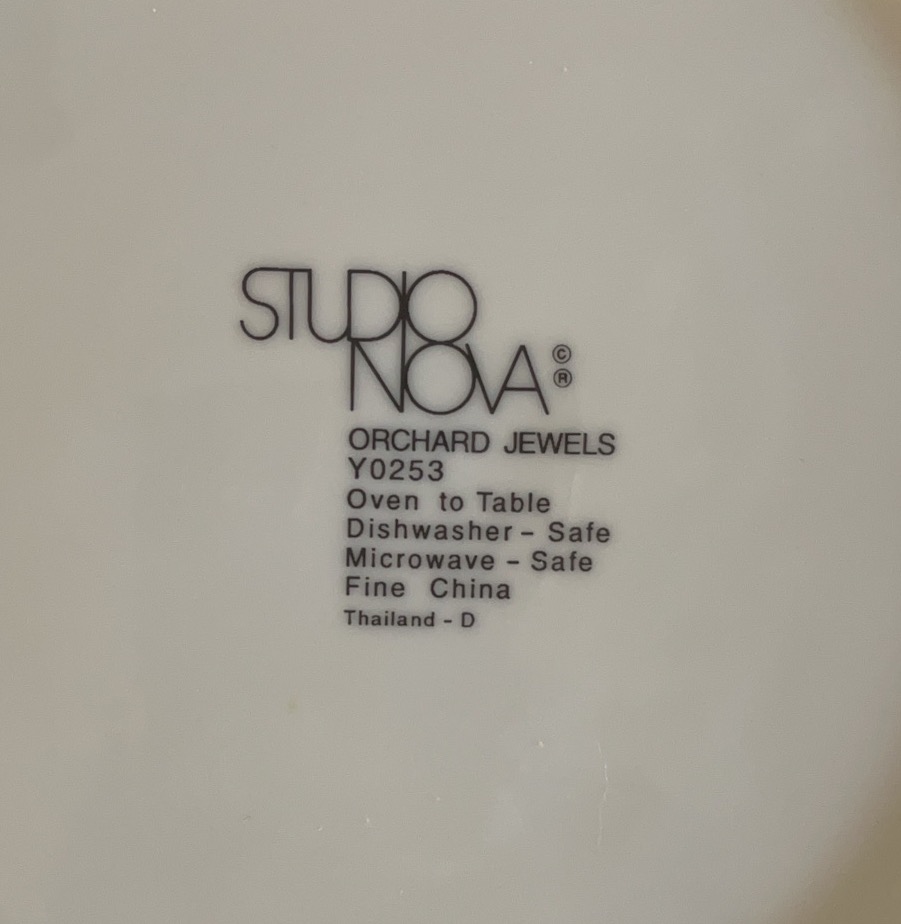 STUDIO
NOVA ©
®
ORCHARD JEWELS
Y0253
Oven to Table
Dishwasher – Safe
Microwave – Safe
Fine China
Thailand - D